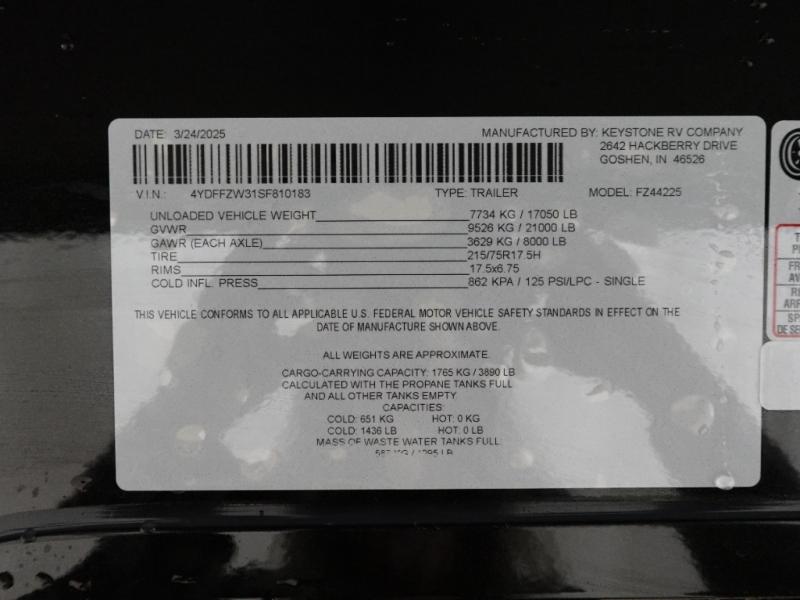 DATE: 3/24/2025
MANUFACTURED BY: KEYSTONE RV COMPANY
2642 HACKBERRY DRIVE
GOSHEN, IN 46526
V.I.N.: 4YDFFZW31SF810183 TYPE: TRAILER MODEL: FZ44225
UNLOADED VEHICLE WEIGHT 7734 KG / 17050 LB
GVWR 9526 KG / 21000 LB
GAWR (EACH AXLE) 3629 KG / 8000 LB
TIRE 215/75R17.5H
RIMS 17.5x6.75
COLD INFL. PRESS 862 KPA / 125 PSI/LPC - SINGLE
THIS VEHICLE CONFORMS TO ALL APPLICABLE U.S. FEDERAL MOTOR VEHICLE SAFETY STANDARDS IN EFFECT ON THE
DATE OF MANUFACTURE SHOWN ABOVE.
ALL WEIGHTS ARE APPROXIMATE.
CARGO-CARRYING CAPACITY: 1765 KG / 3890 LB
CALCULATED WITH THE PROPANE TANKS FULL
AND ALL OTHER TANKS EMPTY.
CAPACITIES:
COLD: 651 KG HOT: 0 KG
COLD: 1436 LB HOT: 0 LB
MASS OF WASTE WATER TANKS FULL: